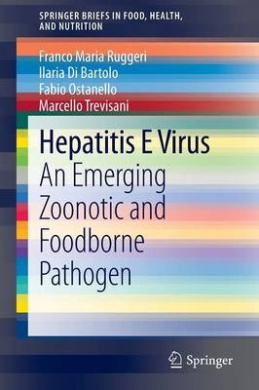 SPRINGER BRIEFS IN FOOD, HEALTH,
AND NUTRITION
Franco Maria Ruggeri
Ilaria Di Bartolo
Fabio Ostanello
Marcello Trevisani
Hepatitis E Virus
An Emerging
Zoonotic and
Foodborne
Pathogen
Springer